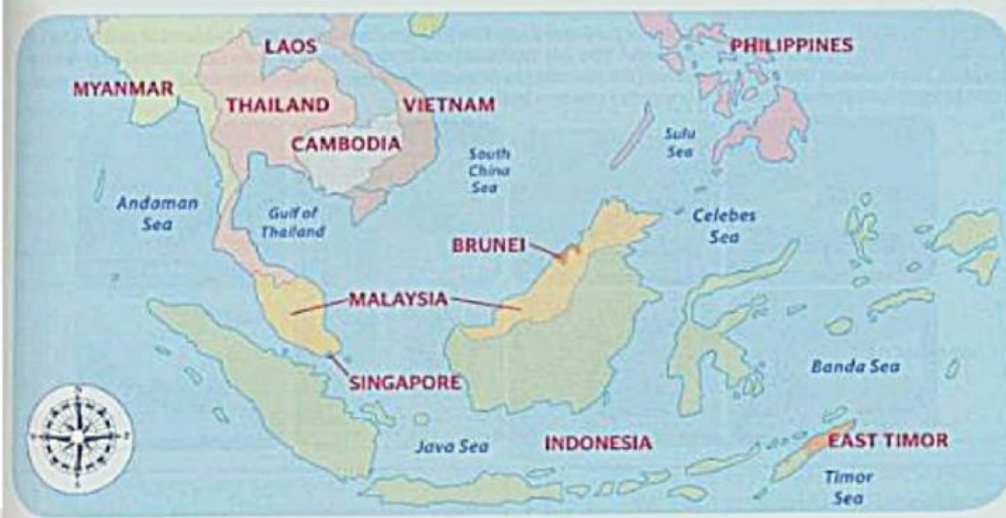 LAOS
PHILIPPINES
MYANMAR
THAILAND
VIETNAM
CAMBODIA
Sulu
Sea
South
China
Sea
Andaman
Sea
Gulf of
Thailand
Celebes
Sea
BRUNEI
MALAYSIA
SINGAPORE
Banda Sea
Java Sea
INDONESIA
EAST TIMOR
Timor
Sea